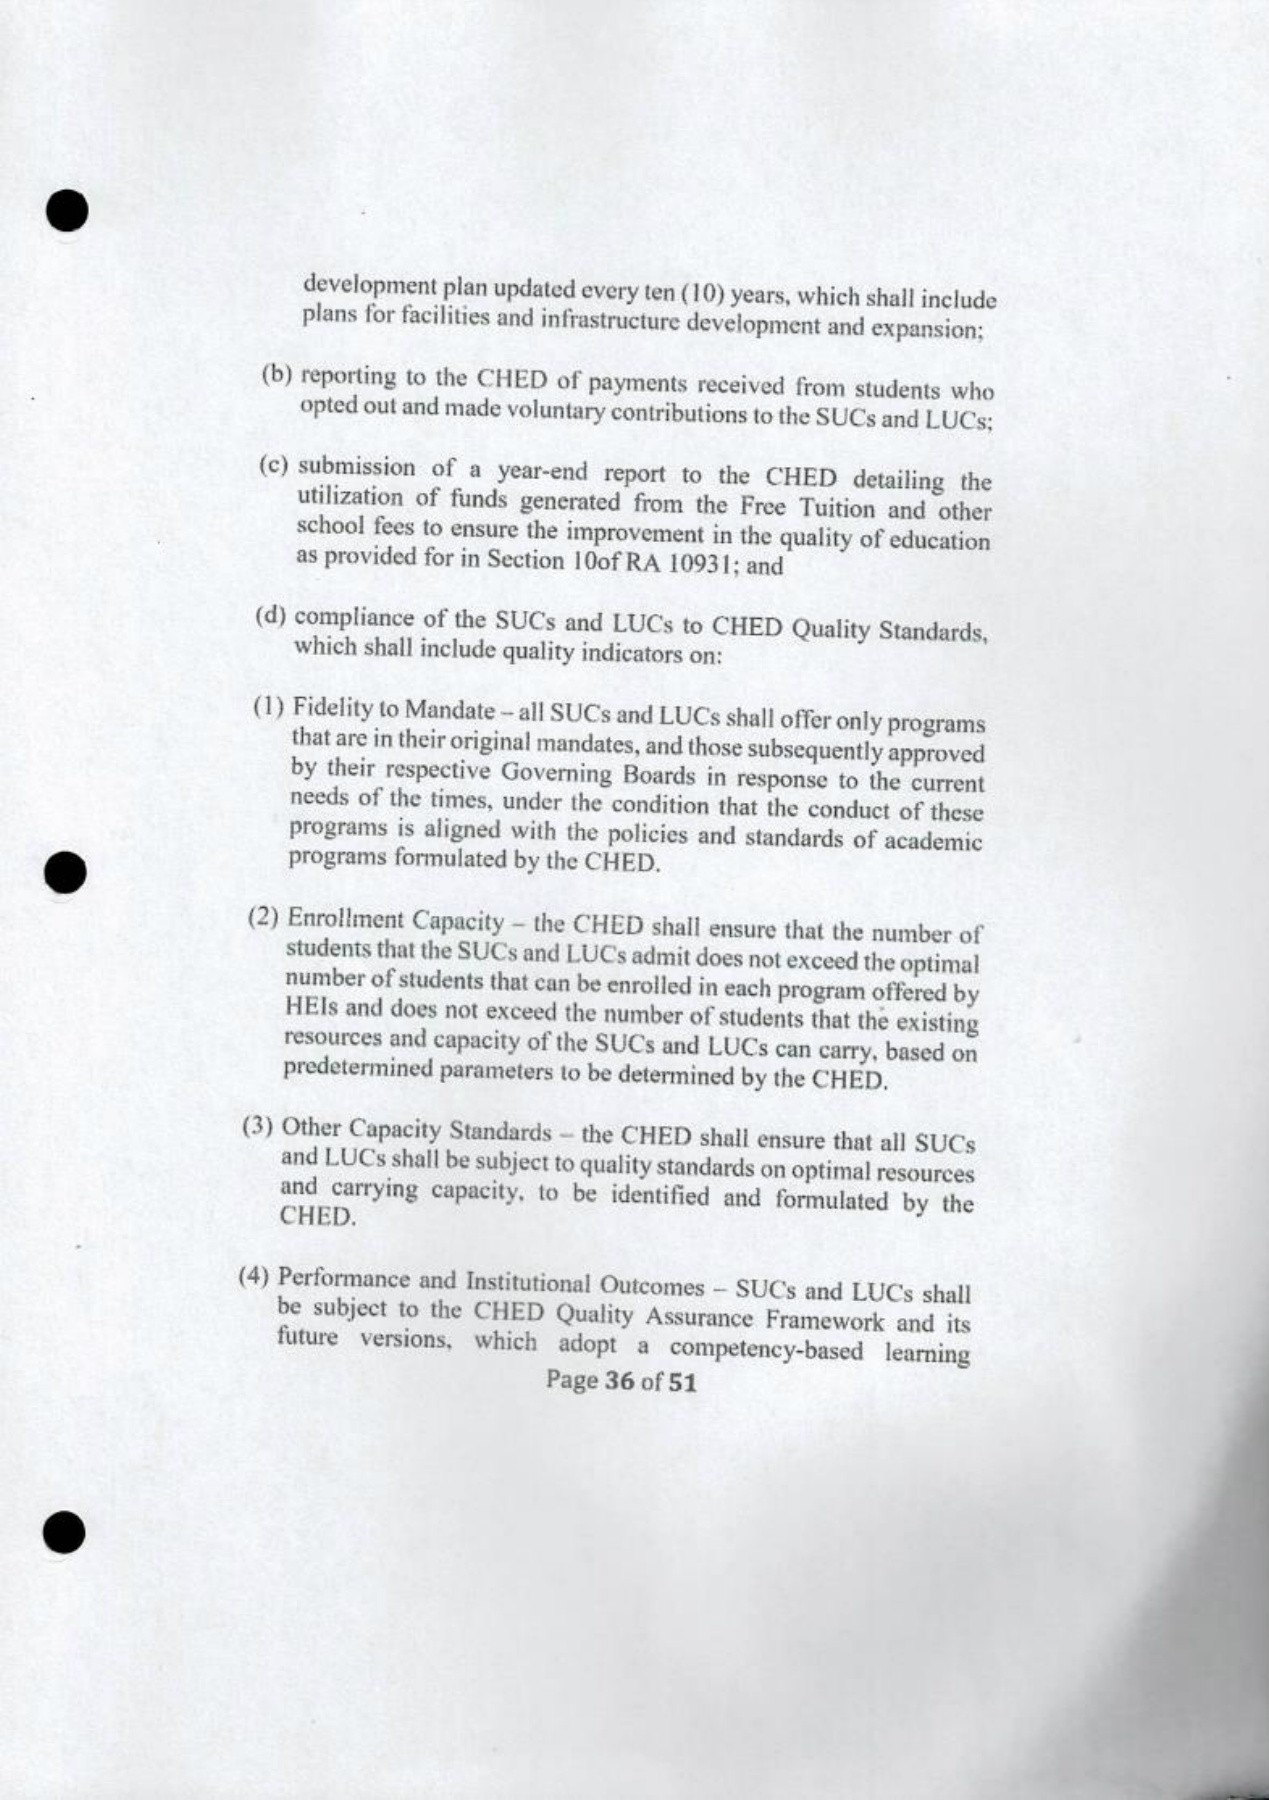 development plan updated every ten (10) years, which shall include
plans for facilities and infrastructure development and expansion;
(b) reporting to the CHED of payments received from students who
opted out and made voluntary contributions to the SUCs and LUCs;
(c) submission of a year-end report to the CHED detailing the
utilization of funds generated from the Free Tuition and other
school fees to ensure the improvement in the quality of education
as provided for in Section 10of RA 10931; and
(d) compliance of the SUCs and LUCs to CHED Quality Standards,
which shall include quality indicators on:
(1) Fidelity to Mandate – all SUCs and LUCs shall offer only programs
that are in their original mandates, and those subsequently approved
by their respective Governing Boards in response to the current
needs of the times, under the condition that the conduct of these
programs is aligned with the policies and standards of academic
programs formulated by the CHED.
(2) Enrollment Capacity – the CHED shall ensure that the number of
students that the SUCs and LUCs admit does not exceed the optimal
number of students that can be enrolled in each program offered by
HEIs and does not exceed the number of students that the existing
resources and capacity of the SUCs and LUCs can carry, based on
predetermined parameters to be determined by the CHED.
(3) Other Capacity Standards – the CHED shall ensure that all SUCs
and LUCs shall be subject to quality standards on optimal resources
and carrying capacity, to be identified and formulated by the
CHED.
(4) Performance and Institutional Outcomes – SUCs and LUCs shall
be subject to the CHED Quality Assurance Framework and its
future versions, which adopt a competency-based learning
Page 36 of 51